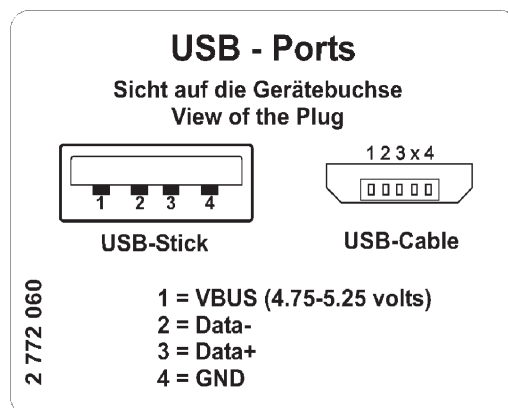 USB - Ports
Sicht auf die Gerätebuchse
View of the Plug
1 2 3 x 4
1 2 3 4
USB-Stick
USB-Cable
2 772 060
1 = VBUS (4.75-5.25 volts)
2 = Data-
3 = Data+
4 = GND